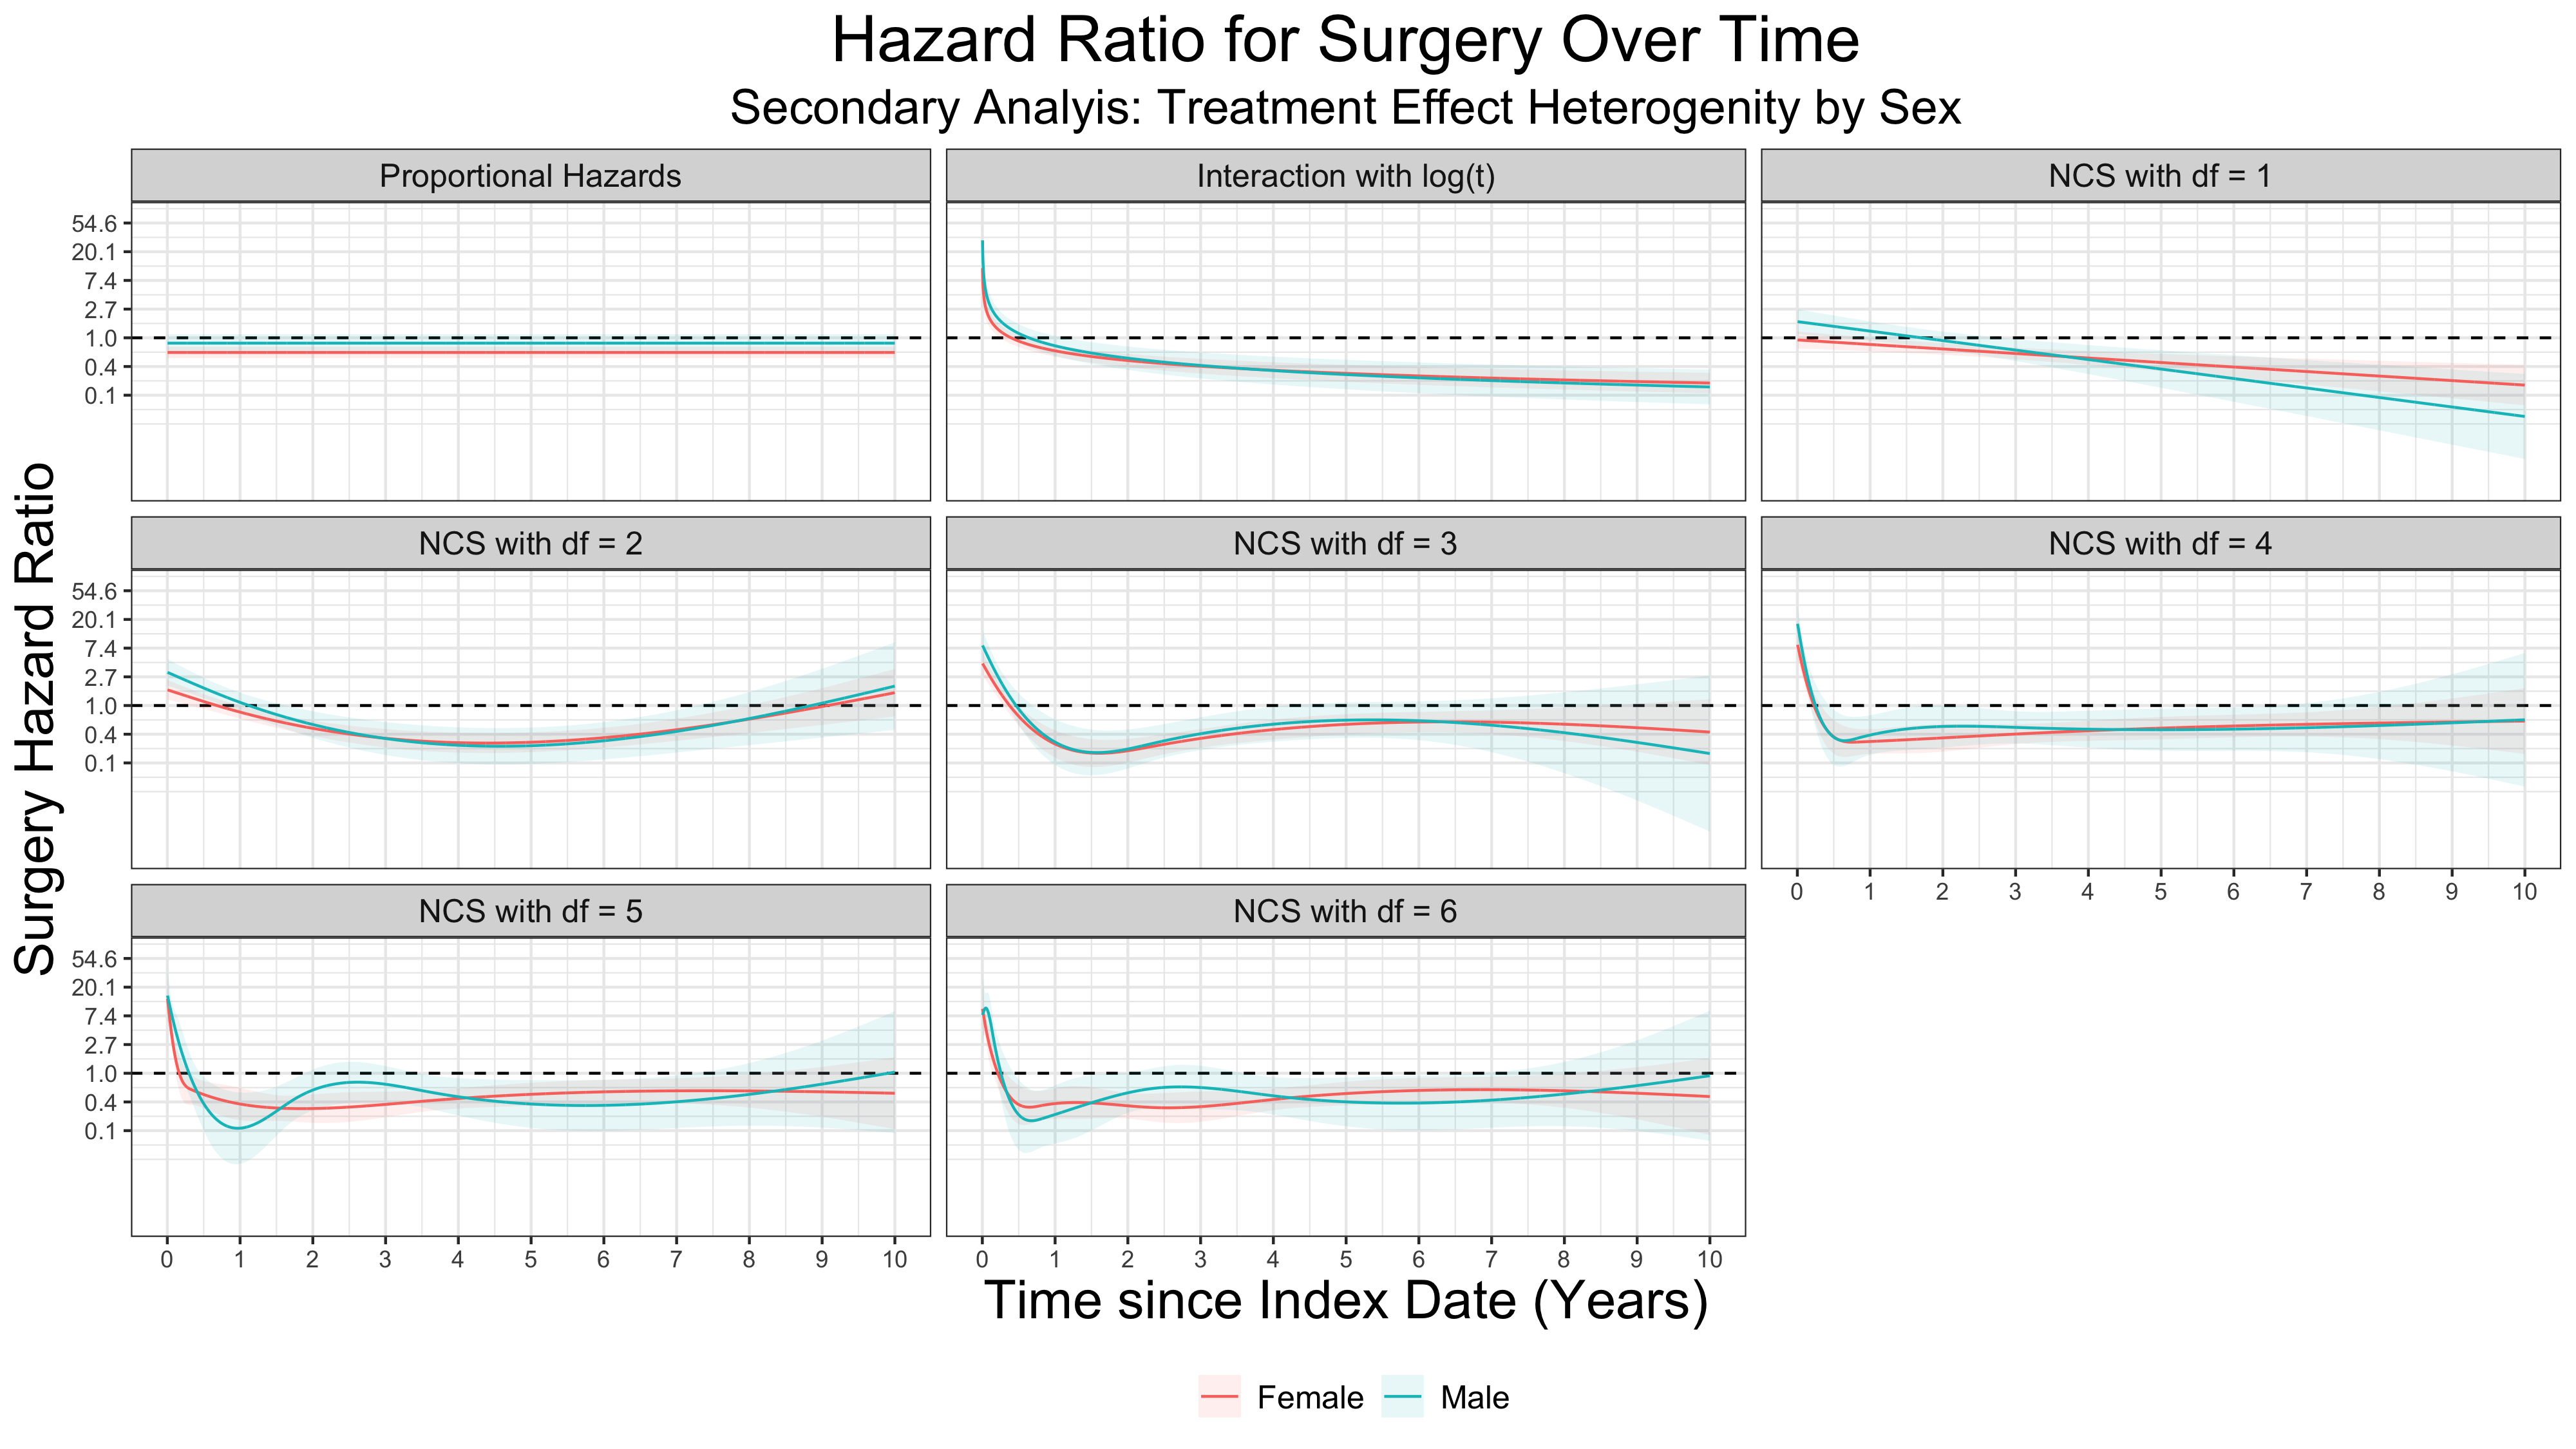 Hazard Ratio for Surgery Over Time
Secondary Analyis: Treatment Effect Heterogenity by Sex
Proportional Hazards
Interaction with log(t)
NCS with df = 1
54.6
20.1
7.4
2.7
1.0
0.4
0.1
NCS with df = 2
NCS with df = 3
NCS with df = 4
54.6
20.1
7.4
2.7
1.0
0.4
0.1
0 1 2 3 4 5 6 7 8 9 10
NCS with df = 5
NCS with df = 6
54.6
20.1
7.4
2.7
1.0
0.4
0.1
0 1 2 3 4 5 6 7 8 9 10
0 1 2 3 4 5 6 7 8 9 10
Surgery Hazard Ratio
Time since Index Date (Years)
Female
Male